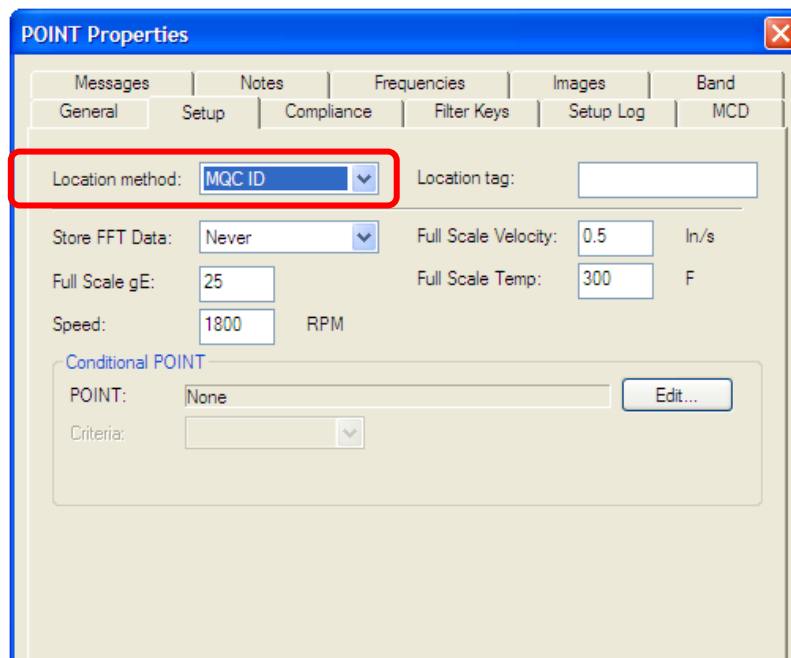 POINT Properties
Messages Notes Frequencies Images Band
General Setup Compliance Filter Keys Setup Log MCD
Location method: MQC ID Location tag:
Store FFT Data: Never Full Scale Velocity: 0.5 In/s
Full Scale gE: 25 Full Scale Temp: 300 F
Speed: 1800 RPM
Conditional POINT
POINT: None Edit...
Criteria: